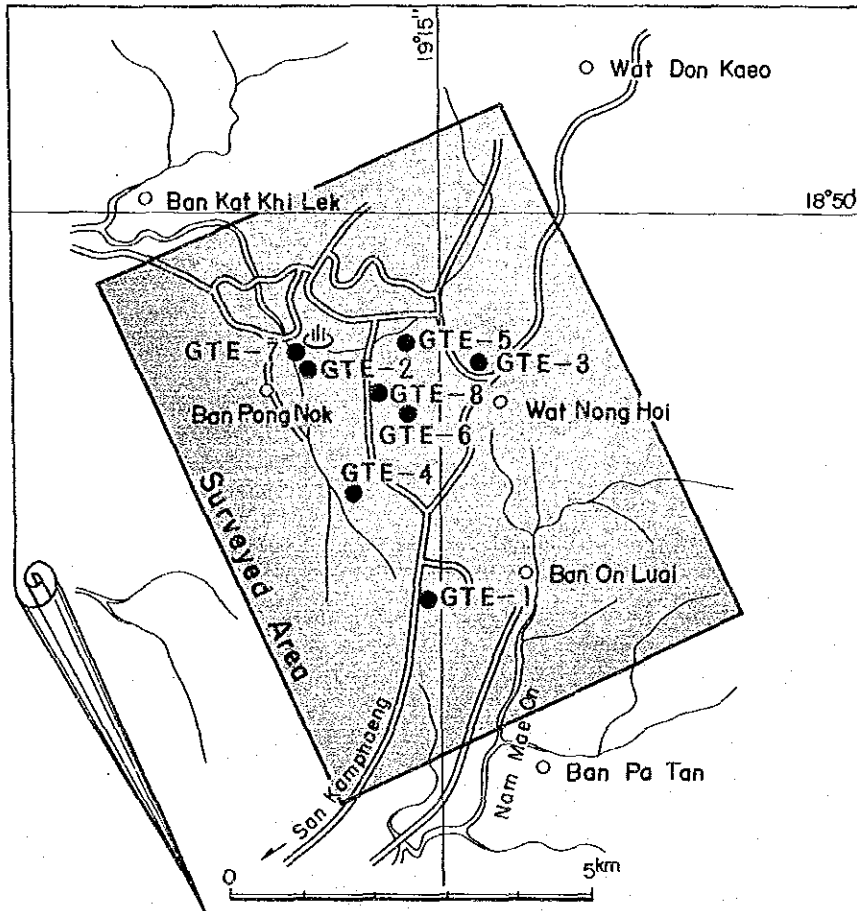 19°15"
Wat Don Kaeo
Ban Kat Khi Lek
18°50'
GTE-7
GTE-5
GTE-2
GTE-3
GTE-8
Ban Pong Nok
Wat Nong Hoi
GTE-6
GTE-4
Surveyed Area
Ban On Luai
GTE-1
San Kamphaeng
Nam Mae On
Ban Pa Tan
0 5km